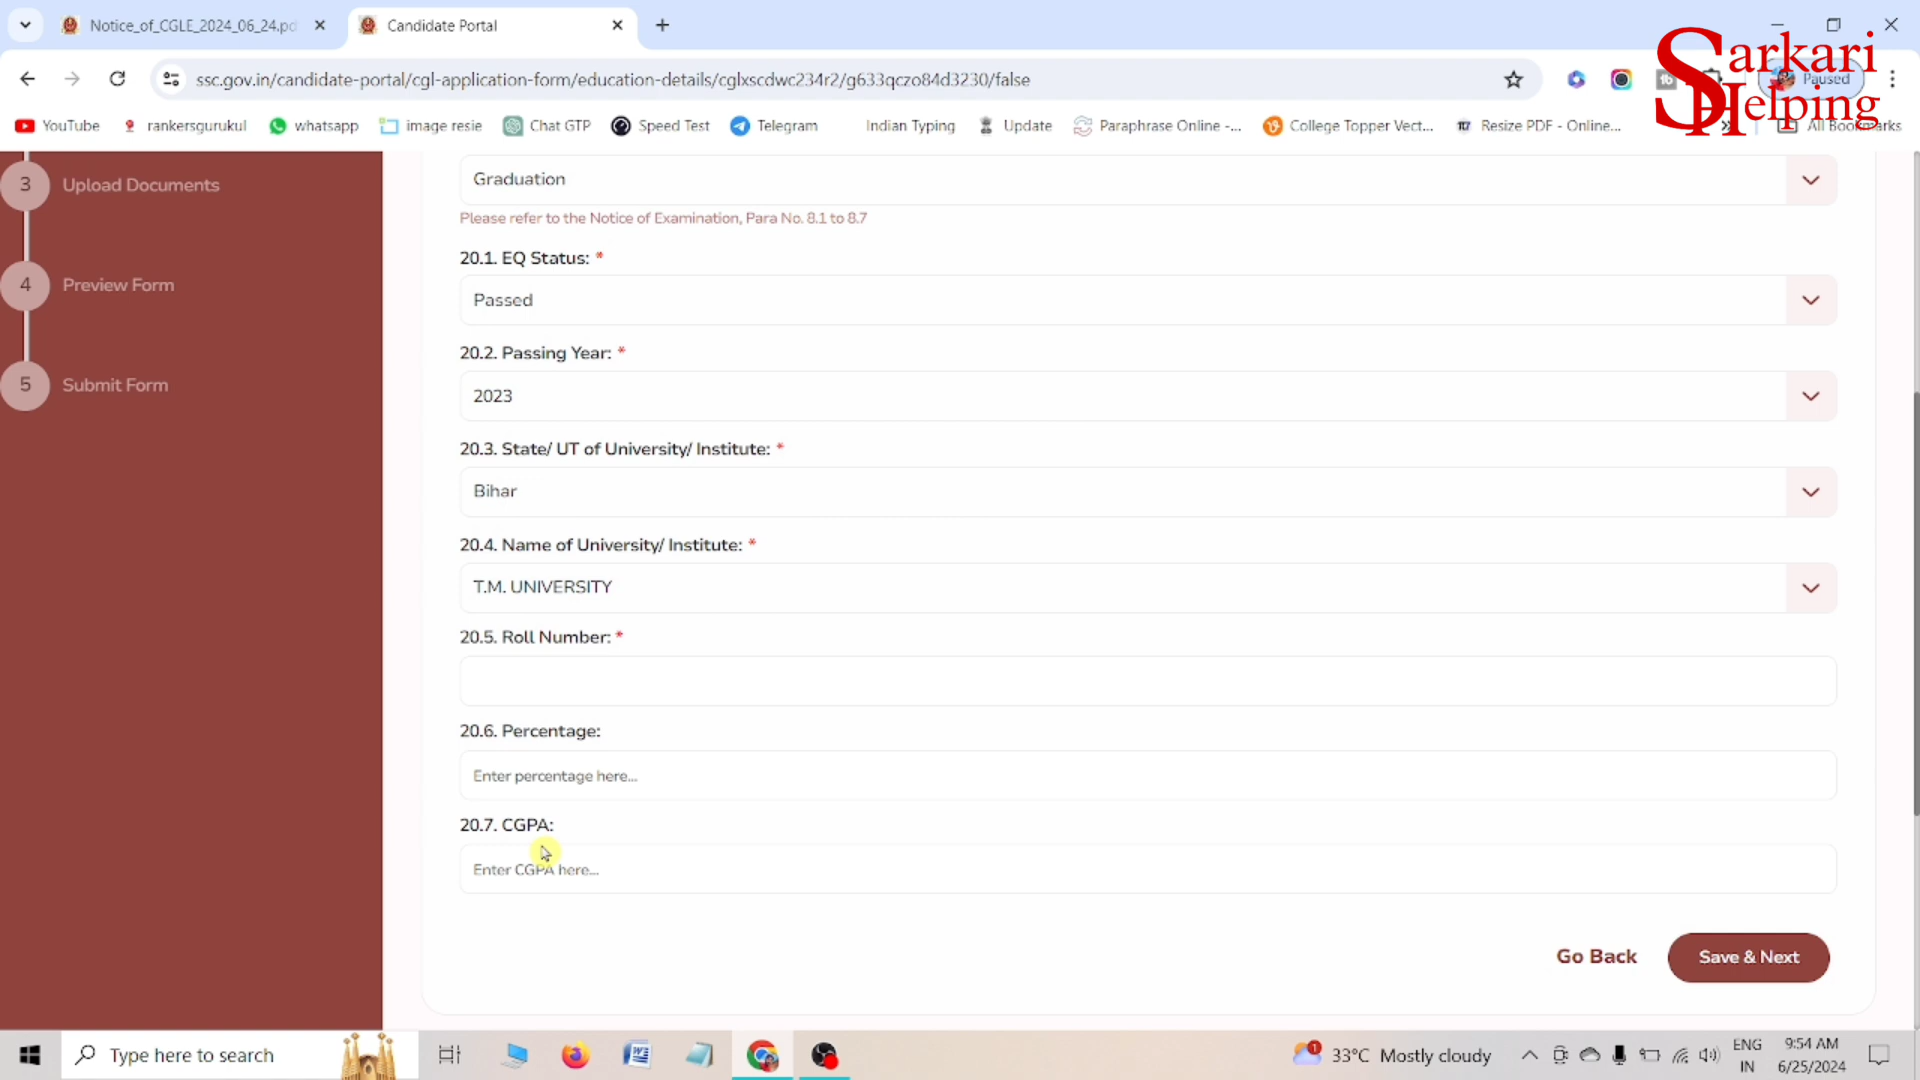 Notice_of_CGLE_2024_06_24.pd
Candidate Portal
Sarkari
Helping
ssc.gov.in/candidate-portal/cgl-application-form/education-details/cglxscdwc234r2/g633qczo84d3230/false
Paused
YouTube
rankersgurukul
whatsapp
image resie
Chat GTP
Speed Test
Telegram
Indian Typing
Update
Paraphrase Online -...
College Topper Vect...
Resize PDF - Online...
All Bookmarks
3 Upload Documents
4 Preview Form
5 Submit Form
Graduation
Please refer to the Notice of Examination, Para No. 8.1 to 8.7
20.1. EQ Status: *
Passed
20.2. Passing Year: *
2023
20.3. State/ UT of University/ Institute: *
Bihar
20.4. Name of University/ Institute: *
T.M. UNIVERSITY
20.5. Roll Number: *
20.6. Percentage:
Enter percentage here...
20.7. CGPA:
Enter CGPA here...
Go Back
Save & Next
Type here to search
33°C Mostly cloudy
ENG
IN
9:54 AM
6/25/2024